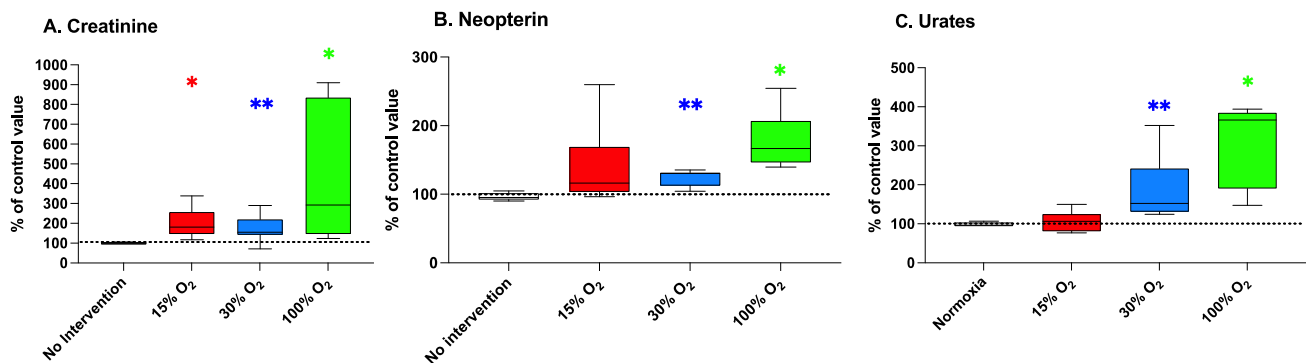 A. Creatinine
*
*
**
1000
900
800
700
600
500
400
300
200
100
0
% of control value
No Intervention
15% O₂
30% O₂
100% O₂
B. Neopterin
*
**
300
200
100
0
% of control value
No intervention
15% O₂
30% O₂
100% O₂
C. Urates
*
**
500
400
300
200
100
0
% of control value
Normoxia
15% O₂
30% O₂
100% O₂